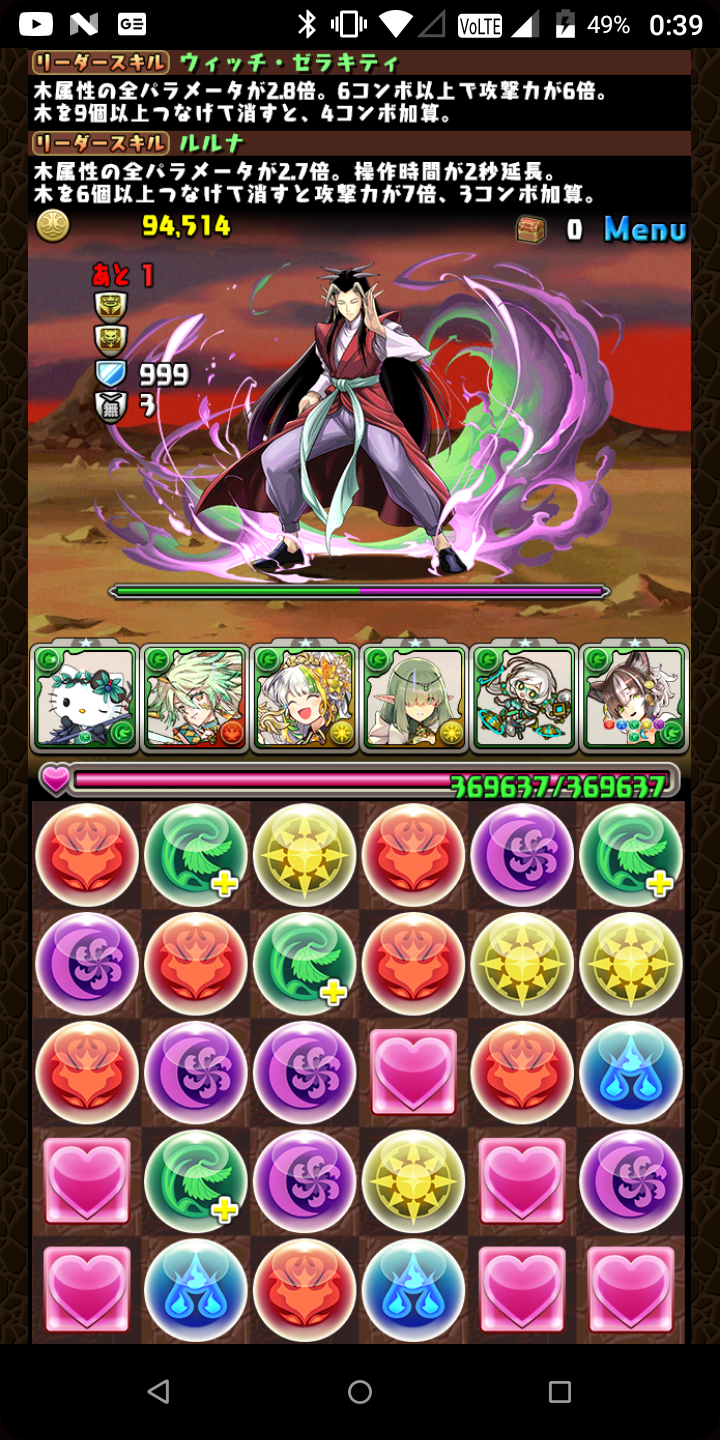 GE VoLTE 49% 0:39
リーダースキル ウィッチ・ゼラキティ
木属性の全パラメータが2.8倍。6コンボ以上で攻撃力が6倍。
木を9個以上つなげて消すと、4コンボ加算。
リーダースキル ルルナ
木属性の全パラメータが2.7倍。操作時間が2秒延長。
木を6個以上つなげて消すと攻撃力が7倍、3コンボ加算。
94,514 0 Menu
あと 1
999
無 3
369637/369637